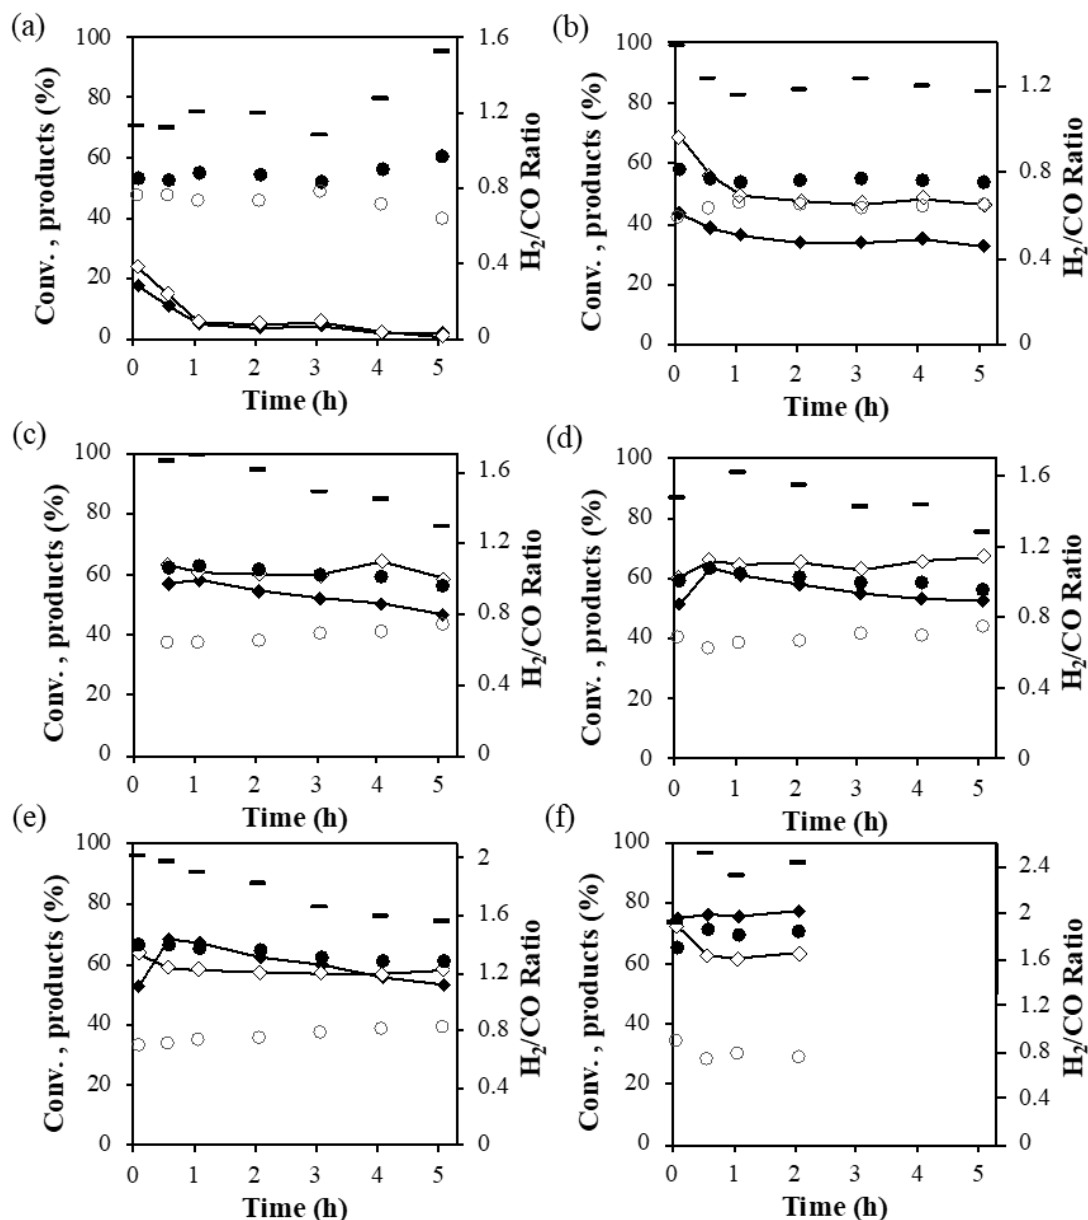 (a)
100
80
60
40
20
0
Conv. , products (%)
1.6
1.2
0.8
0.4
0
H₂/CO Ratio
0 1 2 3 4 5
Time (h)
(b)
100
80
60
40
20
0
Conv. , products (%)
1.2
0.8
0.4
0
H₂/CO Ratio
0 1 2 3 4 5
Time (h)
(c)
100
80
60
40
20
0
Conv. , products (%)
1.6
1.2
0.8
0.4
0
H₂/CO Ratio
0 1 2 3 4 5
Time (h)
(d)
100
80
60
40
20
0
Conv. , products (%)
1.6
1.2
0.8
0.4
0
H₂/CO Ratio
0 1 2 3 4 5
Time (h)
(e)
100
80
60
40
20
0
Conv. , products (%)
2
1.6
1.2
0.8
0.4
0
H₂/CO Ratio
0 1 2 3 4 5
Time (h)
(f)
100
80
60
40
20
0
Conv. , products (%)
2.4
2
1.6
1.2
0.8
0.4
0
H₂/CO Ratio
0 1 2 3 4 5
Time (h)